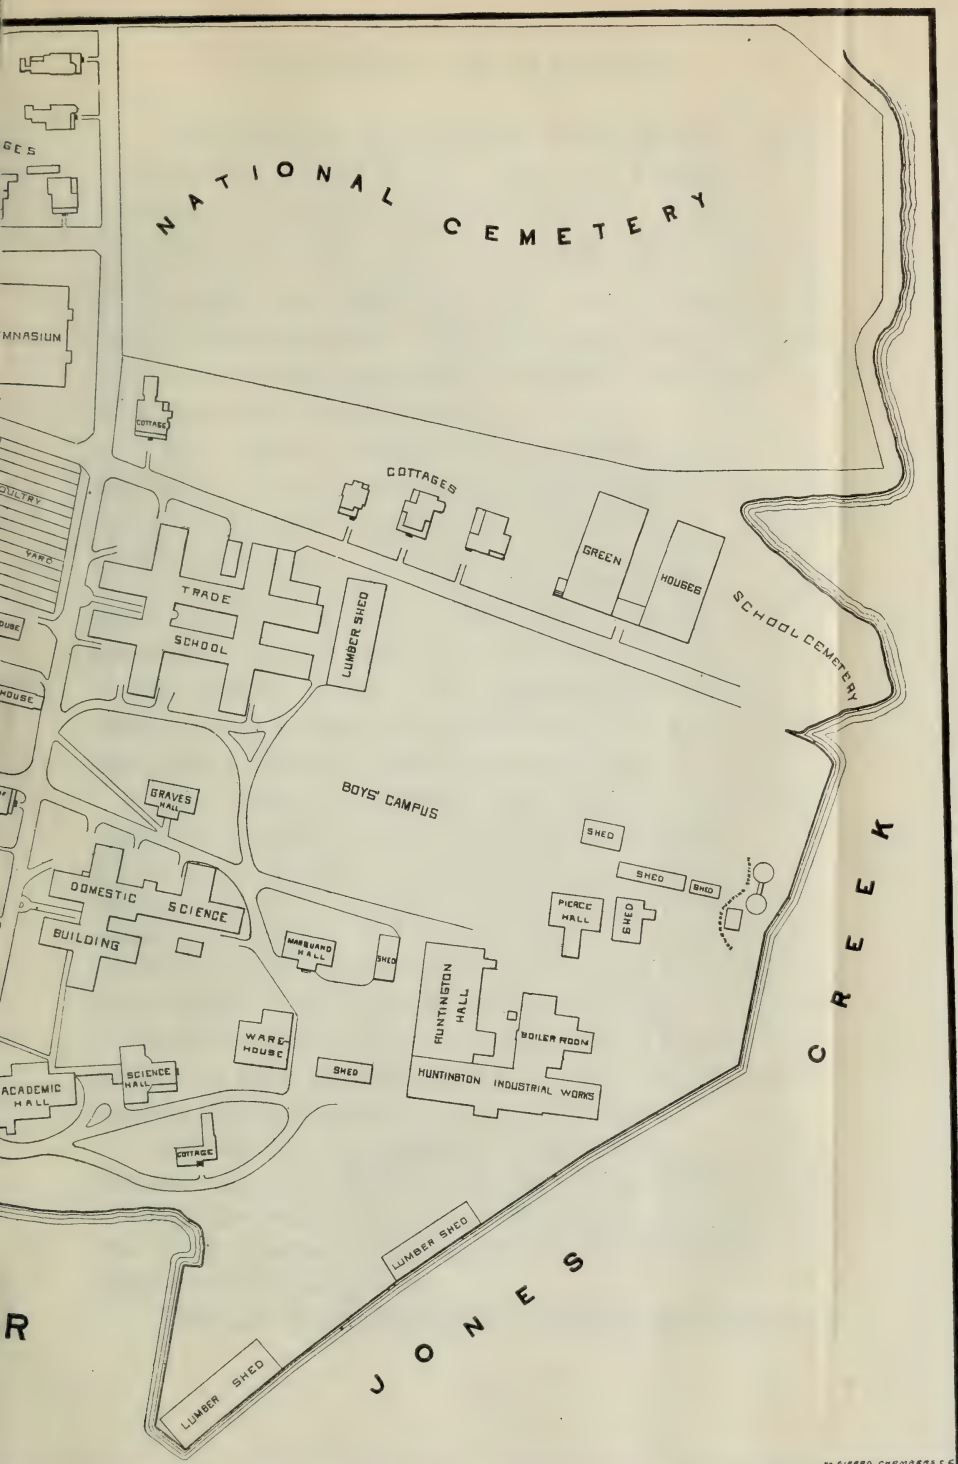 GES
NATIONAL CEMETERY
MNASIUM
COTTAGE
COTTAGES
OULTRY
YARD
GREEN
HOUSES
TRADE
SCHOOL
LUMBER SHED
SCHOOL CEMETERY
OUSE
HOUSE
GRAVES
HALL
BOYS' CAMPUS
SHED
SHED
SHED
DOMESTIC
SCIENCE
BUILDING
PIERCE
HALL
SHED
MARQUAND
HALL
SHED
HUNTINGTON
HALL
BOILER ROOM
WARE-
HOUSE
SHED
HUNTINGTON INDUSTRIAL WORKS
SCIENCE
HALL
ACADEMIC
HALL
COTTAGE
LUMBER SHED
LUMBER SHED
R
JONES CREEK